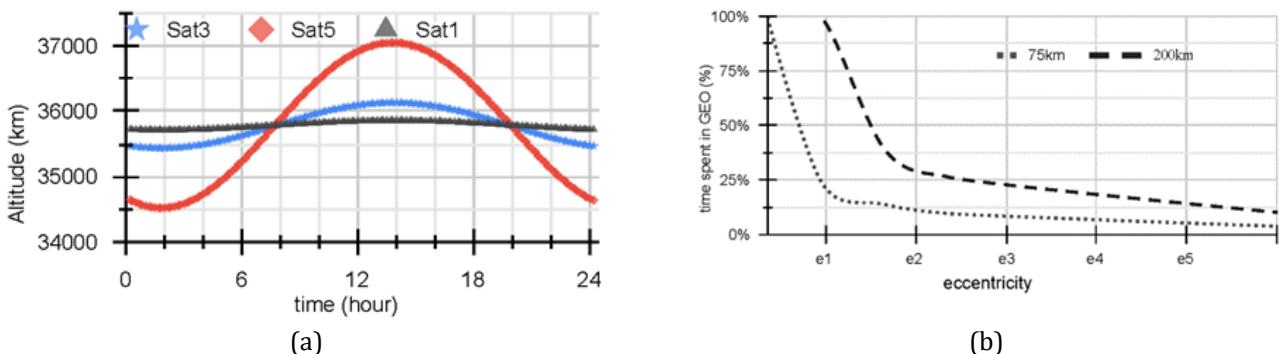 Sat3 Sat5 Sat1
37000
36000
35000
34000
Altitude (km)
0 6 12 18 24
time (hour)
(a)
100%
75%
50%
25%
0%
time spent in GEO (%)
75km 200km
e1 e2 e3 e4 e5
eccentricity
(b)